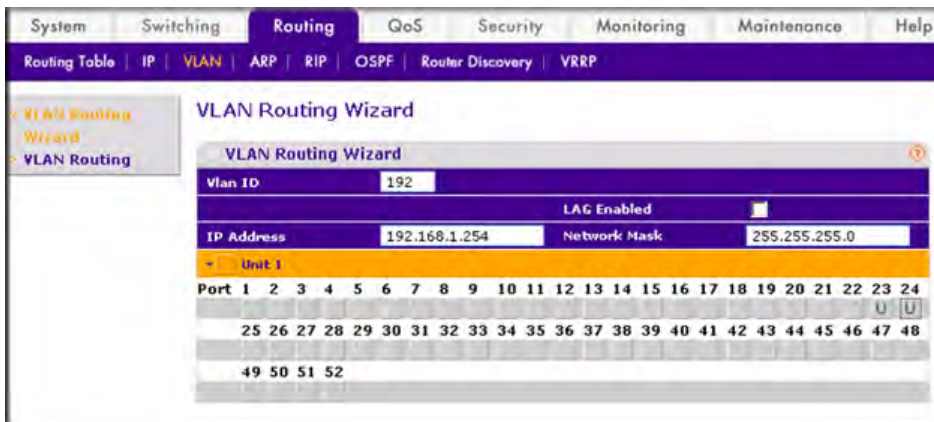 System Switching Routing QoS Security Monitoring Maintenance Help
Routing Table IP VLAN ARP RIP OSPF Router Discovery VRRP
VLAN Routing Wizard
VLAN Routing
Wizard
VLAN Routing
VLAN Routing Wizard
Vlan ID 192
LAG Enabled
IP Address 192.168.1.254 Network Mask 255.255.255.0
Unit 1
Port 1 2 3 4 5 6 7 8 9 10 11 12 13 14 15 16 17 18 19 20 21 22 23 24
U U
25 26 27 28 29 30 31 32 33 34 35 36 37 38 39 40 41 42 43 44 45 46 47 48
49 50 51 52